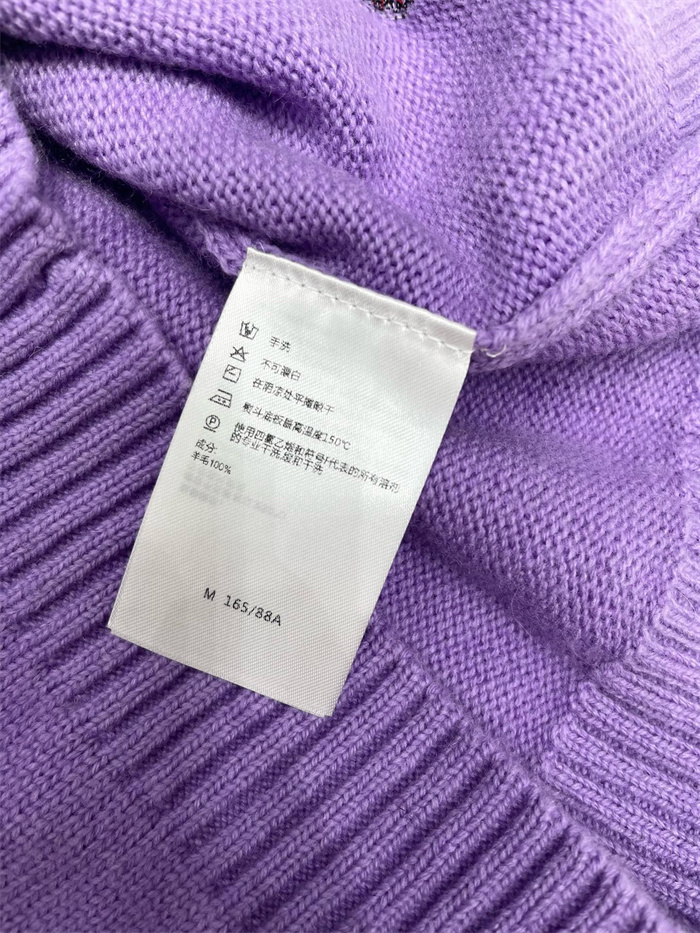 手洗
不可漂白
在阴凉处平摊晾干
熨斗底板最高温度150℃
使用四氯乙烯和符号F代表的所有溶剂
的专业干洗或和干洗
成分:
羊毛100%
M 165/88A